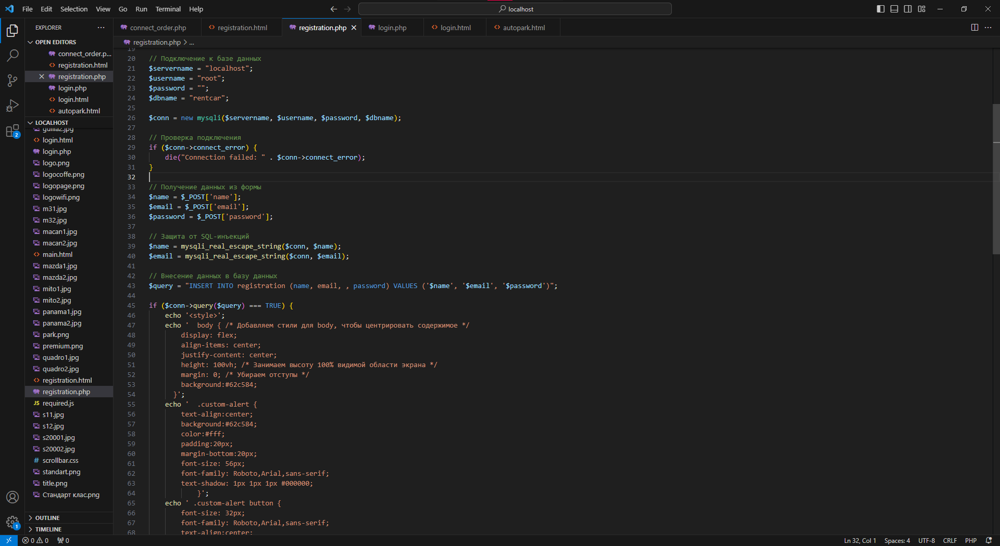 File Edit Selection View Go Run Terminal Help
localhost
EXPLORER
OPEN EDITORS
connect_order.p...
registration.html
registration.php
login.php
login.html
autopark.html
LOCALHOST
guilia2.jpg
login.html
login.php
logo.png
logocoffe.png
logopage.png
logowifi.png
m31.jpg
m32.jpg
macan1.jpg
macan2.jpg
main.html
mazda1.jpg
mazda2.jpg
mito1.jpg
mito2.jpg
panama1.jpg
panama2.jpg
park.png
premium.png
quadro1.jpg
quadro2.jpg
registration.html
registration.php
JS required.js
s11.jpg
s12.jpg
s20001.jpg
s20002.jpg
# scrollbar.css
standart.png
title.png
Стандарт клас.png
OUTLINE
TIMELINE
2
1
connect_order.php registration.html registration.php login.php login.html autopark.html
registration.php > ...
19
20 // Подключение к базе данных
21 $servername = "localhost";
22 $username = "root";
23 $password = "";
24 $dbname = "rentcar";
25
26 $conn = new mysqli($servername, $username, $password, $dbname);
27
28 // Проверка подключения
29 if ($conn->connect_error) {
30 die("Connection failed: " . $conn->connect_error);
31 }
32
33 // Получение данных из формы
34 $name = $_POST['name'];
35 $email = $_POST['email'];
36 $password = $_POST['password'];
37
38 // Защита от SQL-инъекций
39 $name = mysqli_real_escape_string($conn, $name);
40 $email = mysqli_real_escape_string($conn, $email);
41
42 // Внесение данных в базу данных
43 $query = "INSERT INTO registration (name, email, , password) VALUES ('$name', '$email', '$password')";
44
45 if ($conn->query($query) === TRUE) {
46 echo '<style>';
47 echo ' body { /* Добавляем стили для body, чтобы центрировать содержимое */
48 display: flex;
49 align-items: center;
50 justify-content: center;
51 height: 100vh; /* Занимаем высоту 100% видимой области экрана */
52 margin: 0; /* Убираем отступы */
53 background:#62c584;
54 }';
55 echo ' .custom-alert {
56 text-align:center;
57 background:#62c584;
58 color:#fff;
59 padding:20px;
60 margin-bottom:20px;
61 font-size: 56px;
62 font-family: Roboto,Arial,sans-serif;
63 text-shadow: 1px 1px 1px #000000;
64 }';
65 echo ' .custom-alert button {
66 font-size: 32px;
67 font-family: Roboto,Arial,sans-serif;
68 text-align:center;
0 0 0 Ln 32, Col 1 Spaces: 4 UTF-8 CRLF PHP